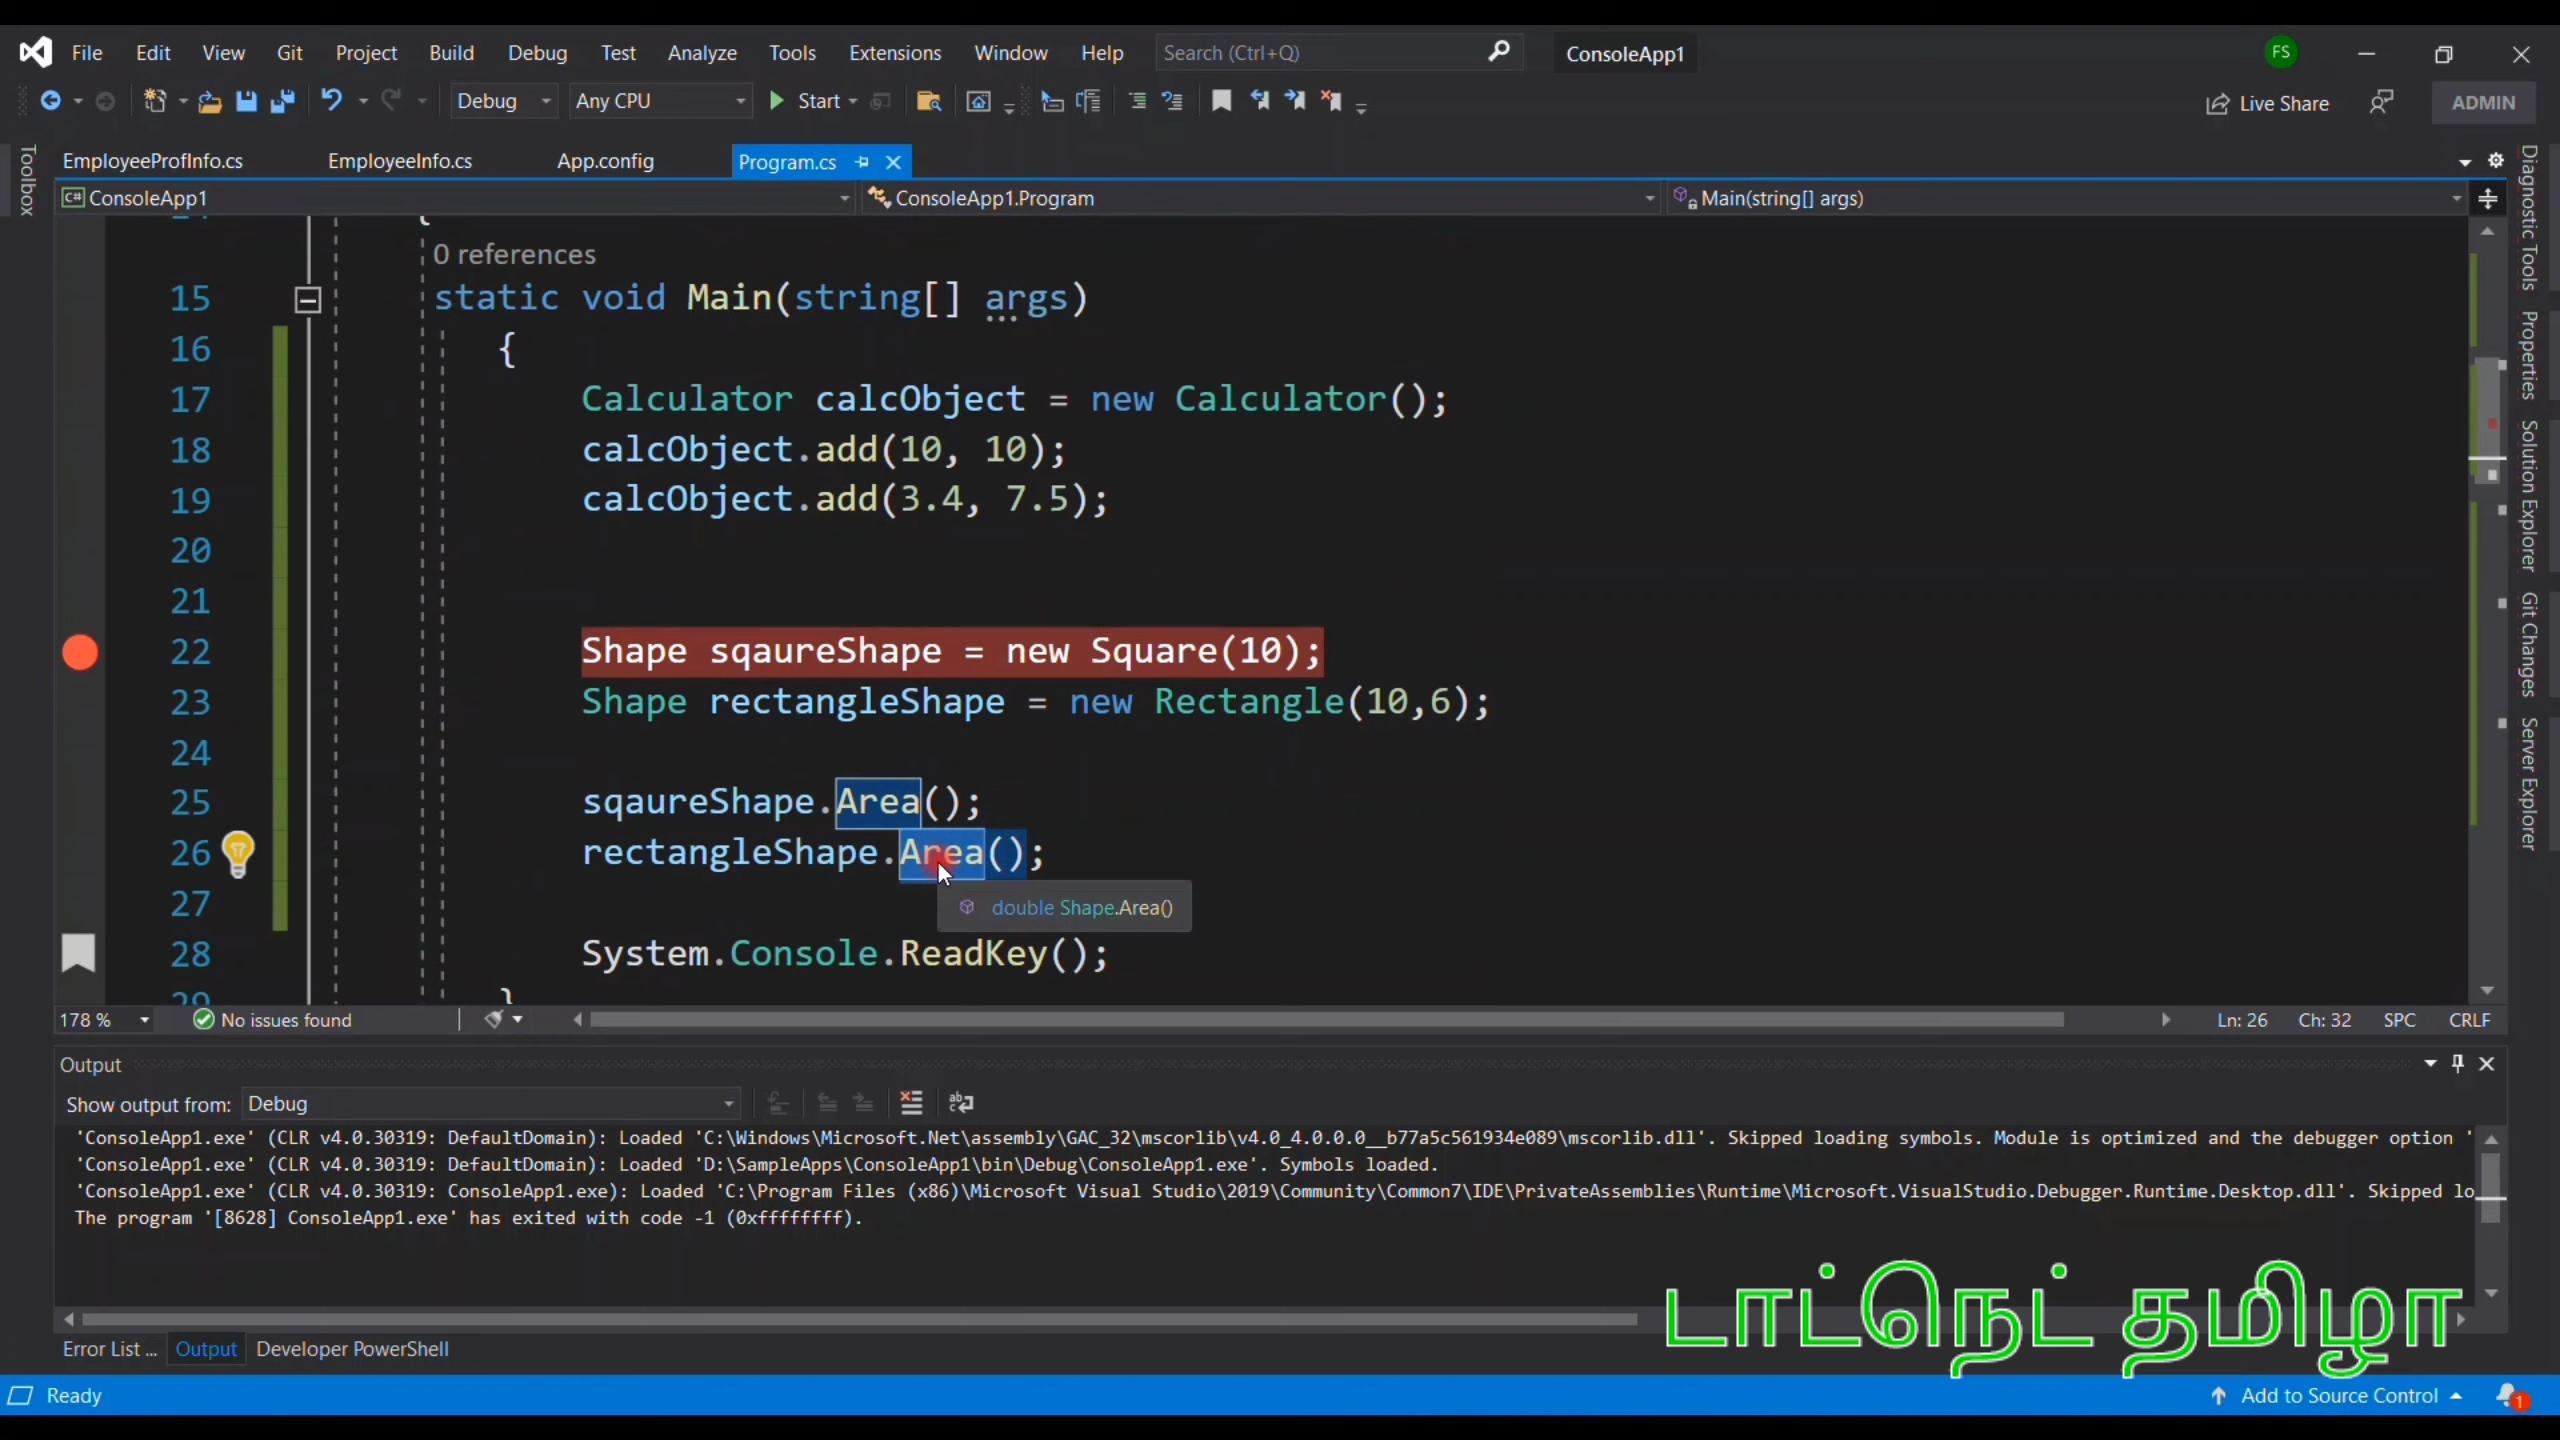 File Edit View Git Project Build Debug Test Analyze Tools Extensions Window Help Search (Ctrl+Q) ConsoleApp1 FS
Debug Any CPU Start Live Share ADMIN
EmployeeProfInfo.cs EmployeeInfo.cs App.config Program.cs
ConsoleApp1 ConsoleApp1.Program Main(string[] args)
Toolbox
Diagnostic Tools
Properties
Solution Explorer
Git Changes
Server Explorer
0 references
15 static void Main(string[] args)
16 {
17 Calculator calcObject = new Calculator();
18 calcObject.add(10, 10);
19 calcObject.add(3.4, 7.5);
20
21
22 Shape sqaureShape = new Square(10);
23 Shape rectangleShape = new Rectangle(10,6);
24
25 sqaureShape.Area();
26 rectangleShape.Area();
double Shape.Area()
27
28 System.Console.ReadKey();
29 }
178 % No issues found Ln: 26 Ch: 32 SPC CRLF
Output
Show output from: Debug
'ConsoleApp1.exe' (CLR v4.0.30319: DefaultDomain): Loaded 'C:\Windows\Microsoft.Net\assembly\GAC_32\mscorlib\v4.0_4.0.0.0__b77a5c561934e089\mscorlib.dll'. Skipped loading symbols. Module is optimized and the debugger option '
'ConsoleApp1.exe' (CLR v4.0.30319: DefaultDomain): Loaded 'D:\SampleApps\ConsoleApp1\bin\Debug\ConsoleApp1.exe'. Symbols loaded.
'ConsoleApp1.exe' (CLR v4.0.30319: ConsoleApp1.exe): Loaded 'C:\Program Files (x86)\Microsoft Visual Studio\2019\Community\Common7\IDE\PrivateAssemblies\Runtime\Microsoft.VisualStudio.Debugger.Runtime.Desktop.dll'. Skipped lo
The program '[8628] ConsoleApp1.exe' has exited with code -1 (0xffffffff).
டாட்நெட் தமிழா
Error List ... Output Developer PowerShell
Ready Add to Source Control 1